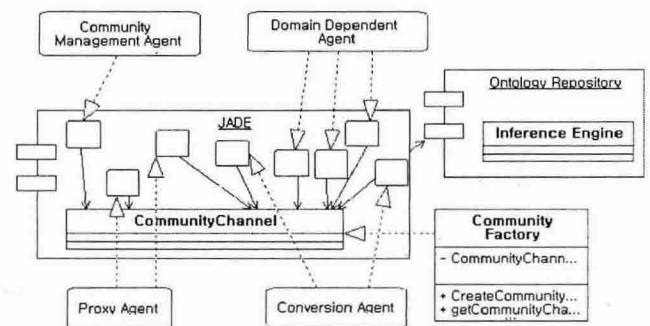 Community
Management Agent
Domain Dependent
Agent
Ontology Repository
JADE
Inference Engine
CommunityChannel
Community
Factory
- CommunityChann...
+ CreateCommunity...
+ getCommunityCha...
...
Proxy Agent
Conversion Agent